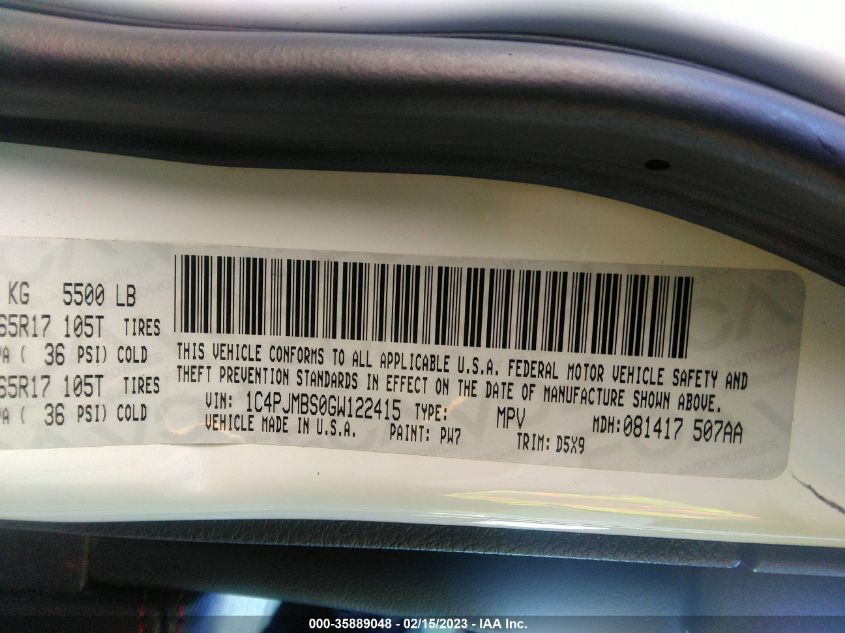 KG 5500 LB
65R17 105T TIRES
PA ( 36 PSI) COLD
65R17 105T TIRES
PA ( 36 PSI) COLD
THIS VEHICLE CONFORMS TO ALL APPLICABLE U.S.A. FEDERAL MOTOR VEHICLE SAFETY AND
THEFT PREVENTION STANDARDS IN EFFECT ON THE DATE OF MANUFACTURE SHOWN ABOVE.
VIN: 1C4PJMBS0GW122415 TYPE: MPV MDH:081417 507AA
VEHICLE MADE IN U.S.A. PAINT: PW7 TRIM: D5X9
000-35889048 - 02/15/2023 - IAA Inc.